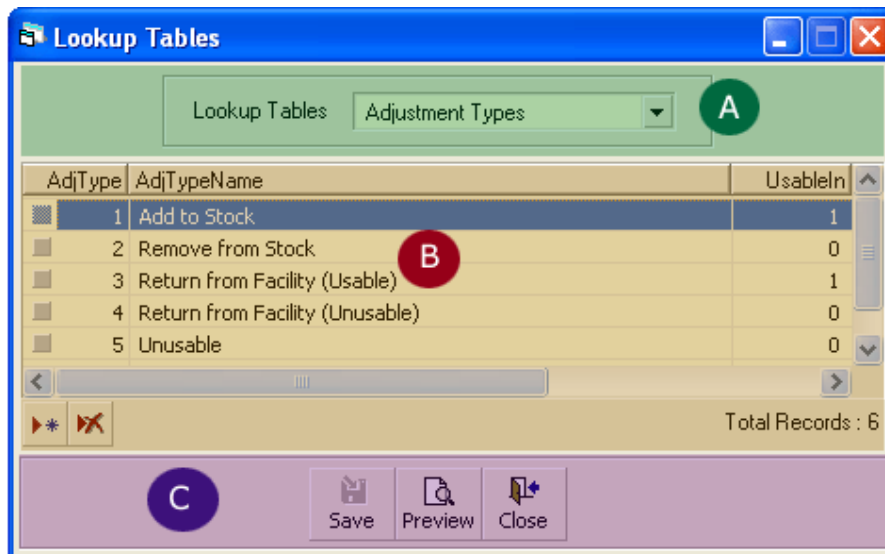 Lookup Tables
Lookup Tables Adjustment Types A
AdjType AdjTypeName UsableIn
1 Add to Stock 1
2 Remove from Stock 0
B
3 Return from Facility (Usable) 1
4 Return from Facility (Unusable) 0
5 Unusable 0
Total Records : 6
C
Save Preview Close